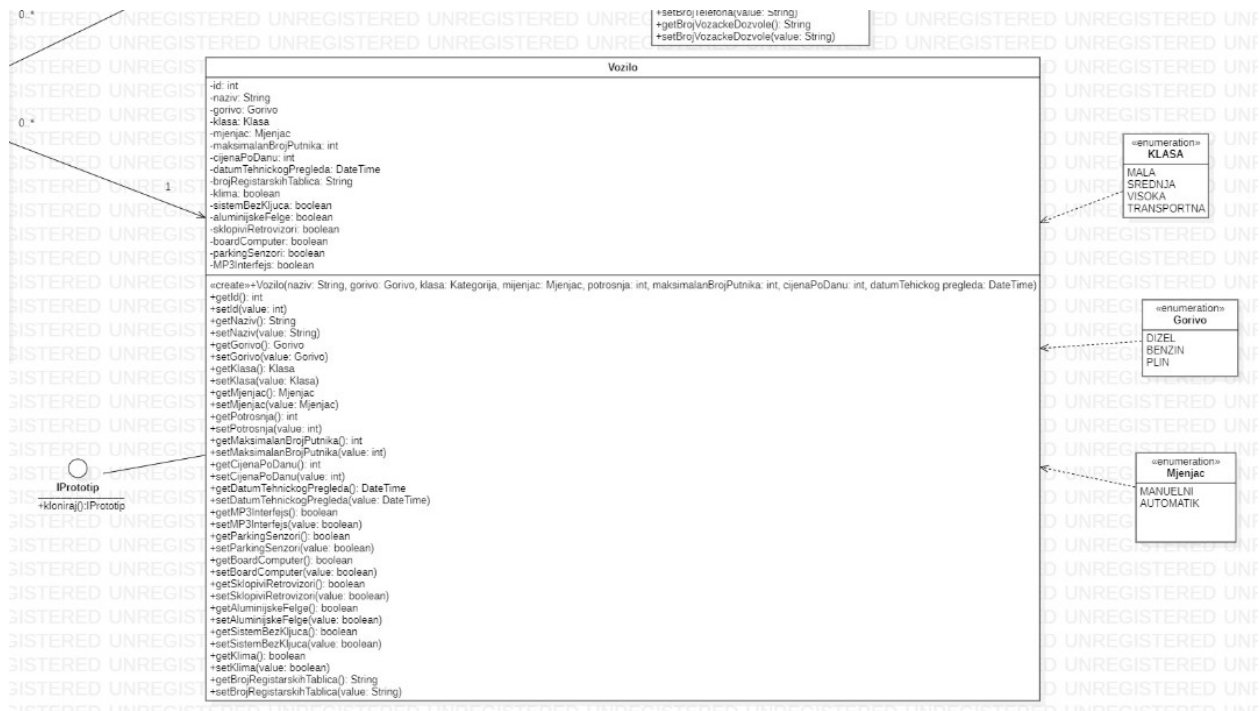 0..*
+setBrojTelefona(value: String)
+getBrojVozackeDozvole(): String
+setBrojVozackeDozvole(value: String)
Vozilo
-id: int
-naziv: String
-gorivo: Gorivo
-klasa: Klasa
-mjenjac: Mjenjac
-maksimalanBrojPutnika: int
-cijenaPoDanu: int
-datumTehnickogPregleda: DateTime
-brojRegistarskihTablica: String
-klima: boolean
-sistemBezKljuca: boolean
-aluminijskeFelge: boolean
-sklopiviRetrovizori: boolean
-boardComputer: boolean
-parkingSenzori: boolean
-MP3Interfejs: boolean
0..*
1
«create»+Vozilo(naziv: String, gorivo: Gorivo, klasa: Kategorija, mijenjac: Mjenjac, potrosnja: int, maksimalanBrojPutnika: int, cijenaPoDanu: int, datumTehickog pregleda: DateTime)
+getId(): int
+setId(value: int)
+getNaziv(): String
+setNaziv(value: String)
+getGorivo(): Gorivo
+setGorivo(value: Gorivo)
+getKlasa(): Klasa
+setKlasa(value: Klasa)
+getMjenjac(): Mjenjac
+setMjenjac(value: Mjenjac)
+getPotrosnja(): int
+setPotrosnja(value: int)
+getMaksimalanBrojPutnika(): int
+setMaksimalanBrojPutnika(value: int)
+getCijenaPoDanu(): int
+setCijenaPoDanu(value: int)
+getDatumTehnickogPregleda(): DateTime
+setDatumTehnickogPregleda(value: DateTime)
+getMP3Interfejs(): boolean
+setMP3Interfejs(value: boolean)
+getParkingSenzori(): boolean
+setParkingSenzori(value: boolean)
+getBoardComputer(): boolean
+setBoardComputer(value: boolean)
+getSklopiviRetrovizori(): boolean
+setSklopiviRetrovizori(value: boolean)
+getAluminijskeFelge(): boolean
+setAluminijskeFelge(value: boolean)
+getSistemBezKljuca(): boolean
+setSistemBezKljuca(value: boolean)
+getKlima(): boolean
+setKlima(value: boolean)
+getBrojRegistarskihTablica(): String
+setBrojRegistarskihTablica(value: String)
IPrototip
+kloniraj():IPrototip
«enumeration»
KLASA
MALA
SREDNJA
VISOKA
TRANSPORTNA
«enumeration»
Gorivo
DIZEL
BENZIN
PLIN
«enumeration»
Mjenjac
MANUELNI
AUTOMATIK